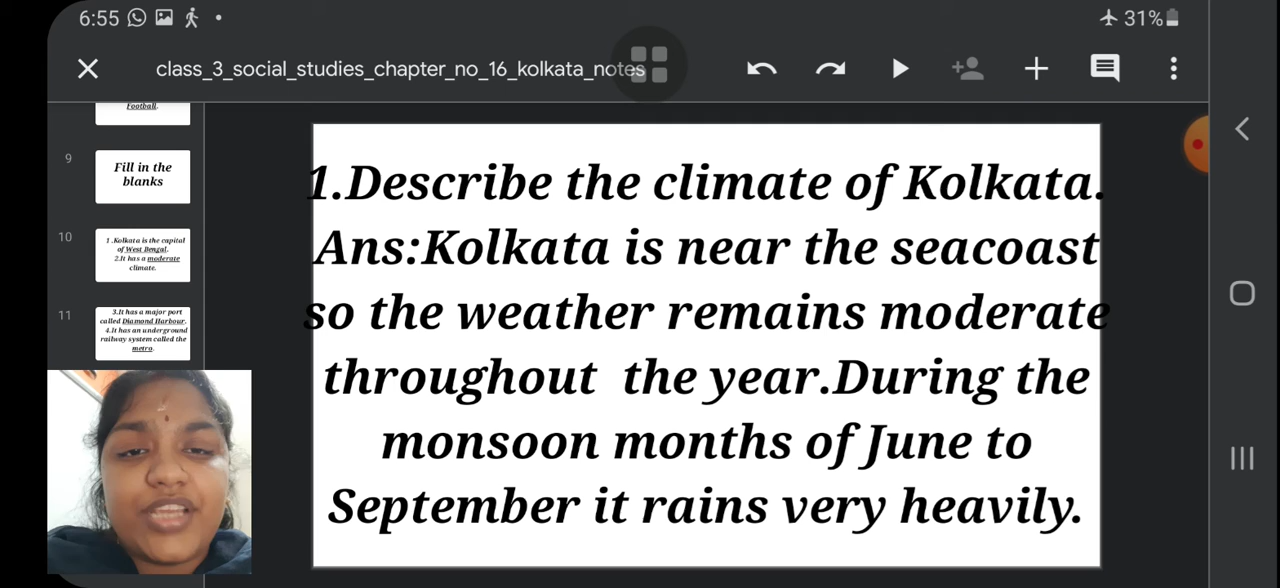 6:55
31%
class_3_social_studies_chapter_no_16_kolkata_notes
Football.
9
Fill in the
blanks
10
1 .Kolkata is the capital
of West Bengal.
2.It has a moderate
climate.
11
3.It has a major port
called Diamond Harbour.
4.It has an underground
railway system called the
metro.
1.Describe the climate of Kolkata.
Ans:Kolkata is near the seacoast
so the weather remains moderate
throughout the year.During the
monsoon months of June to
September it rains very heavily.